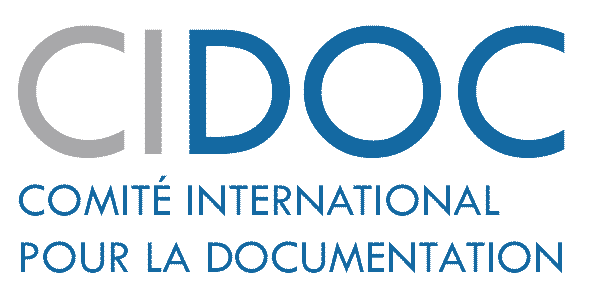 CIDOC
COMITÉ INTERNATIONAL
POUR LA DOCUMENTATION